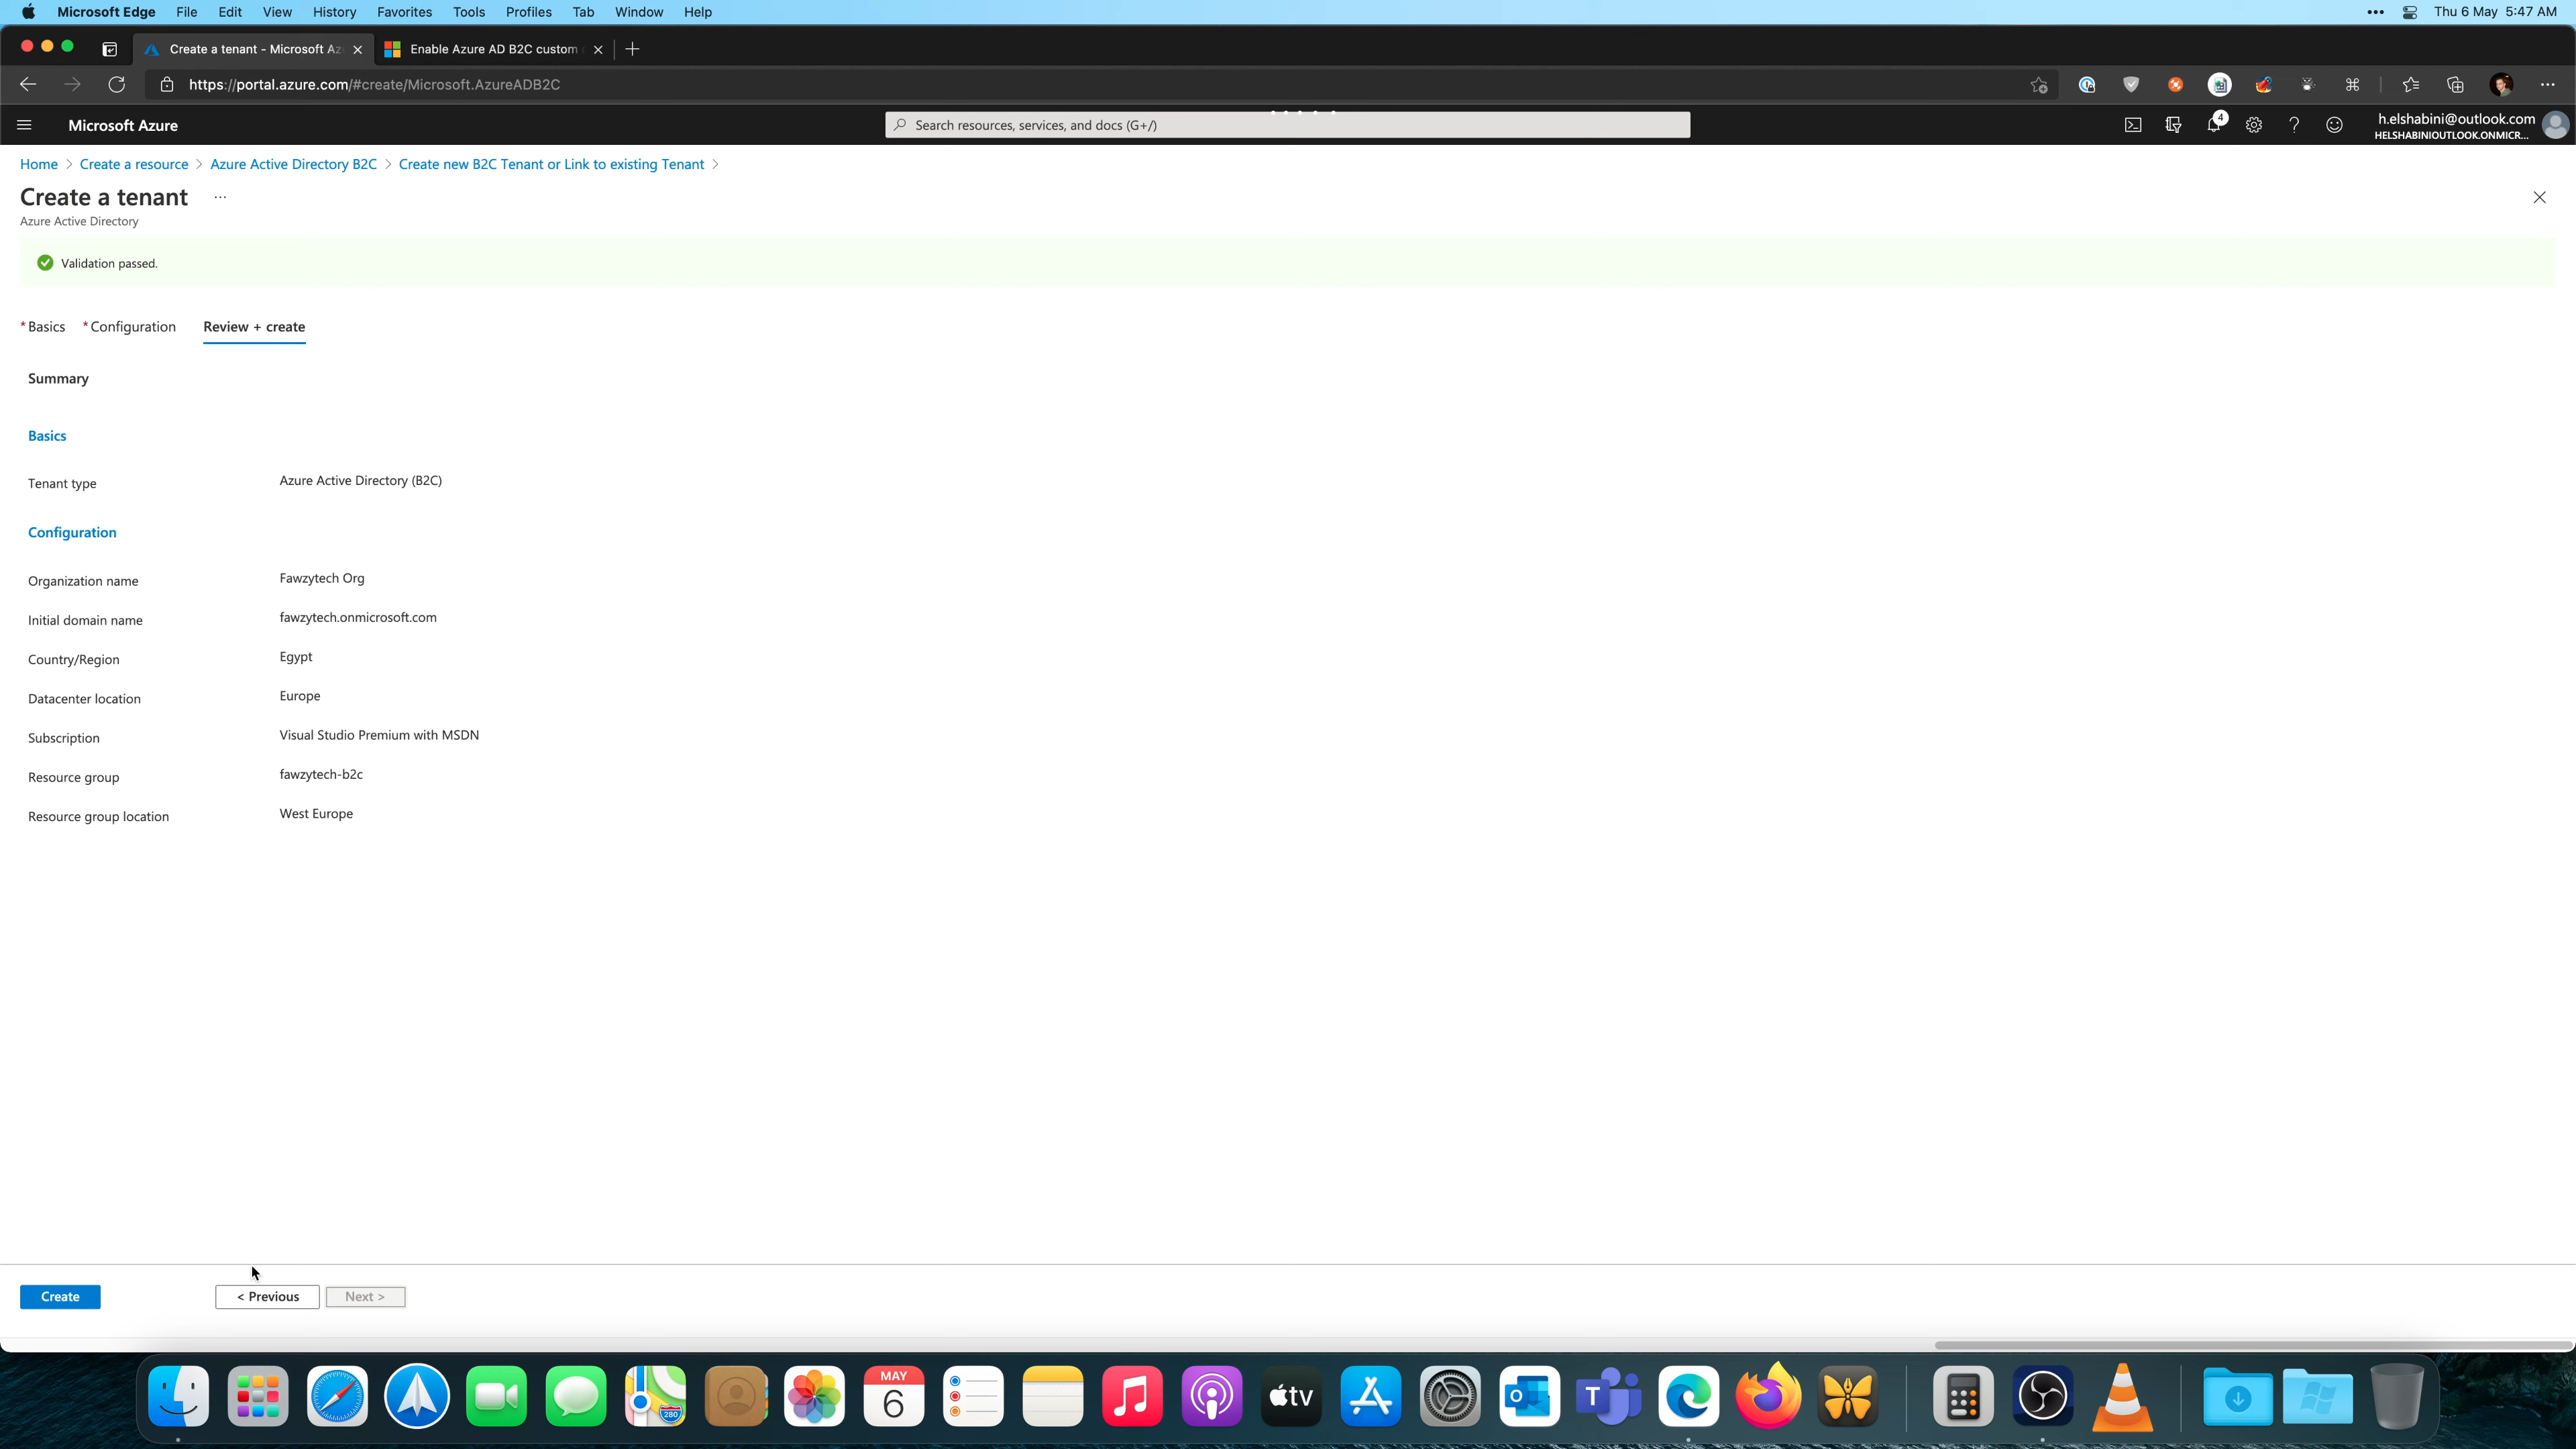 Microsoft Edge File Edit View History Favorites Tools Profiles Tab Window Help Thu 6 May 5:47 AM
Create a tenant - Microsoft Az Enable Azure AD B2C custom
https://portal.azure.com/#create/Microsoft.AzureADB2C
Microsoft Azure Search resources, services, and docs (G+/) 4 h.elshabini@outlook.com
HELSHABINIOUTLOOK.ONMICR...
Home > Create a resource > Azure Active Directory B2C > Create new B2C Tenant or Link to existing Tenant >
Create a tenant ...
Azure Active Directory
Validation passed.
* Basics * Configuration Review + create
Summary
Basics
Tenant type Azure Active Directory (B2C)
Configuration
Organization name Fawzytech Org
Initial domain name fawzytech.onmicrosoft.com
Country/Region Egypt
Datacenter location Europe
Subscription Visual Studio Premium with MSDN
Resource group fawzytech-b2c
Resource group location West Europe
Create < Previous Next >
280 MAY 6 tv O T